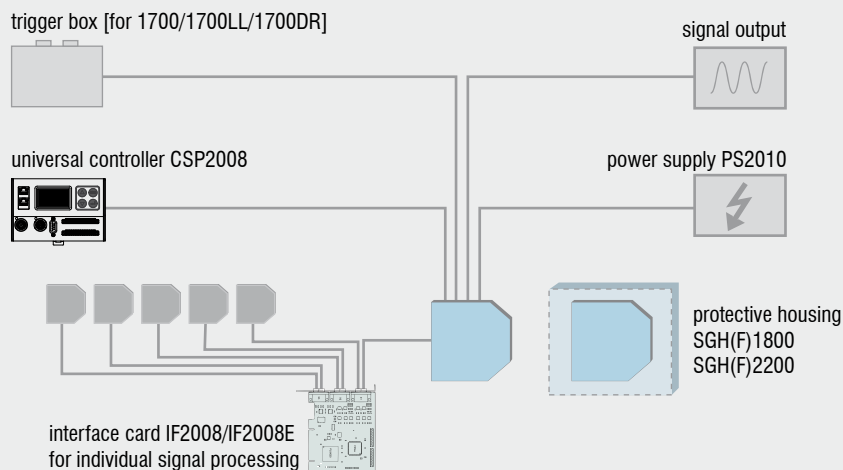 trigger box [for 1700/1700LL/1700DR]
signal output
universal controller CSP2008
power supply PS2010
protective housing
SGH(F)1800
SGH(F)2200
interface card IF2008/IF2008E
for individual signal processing